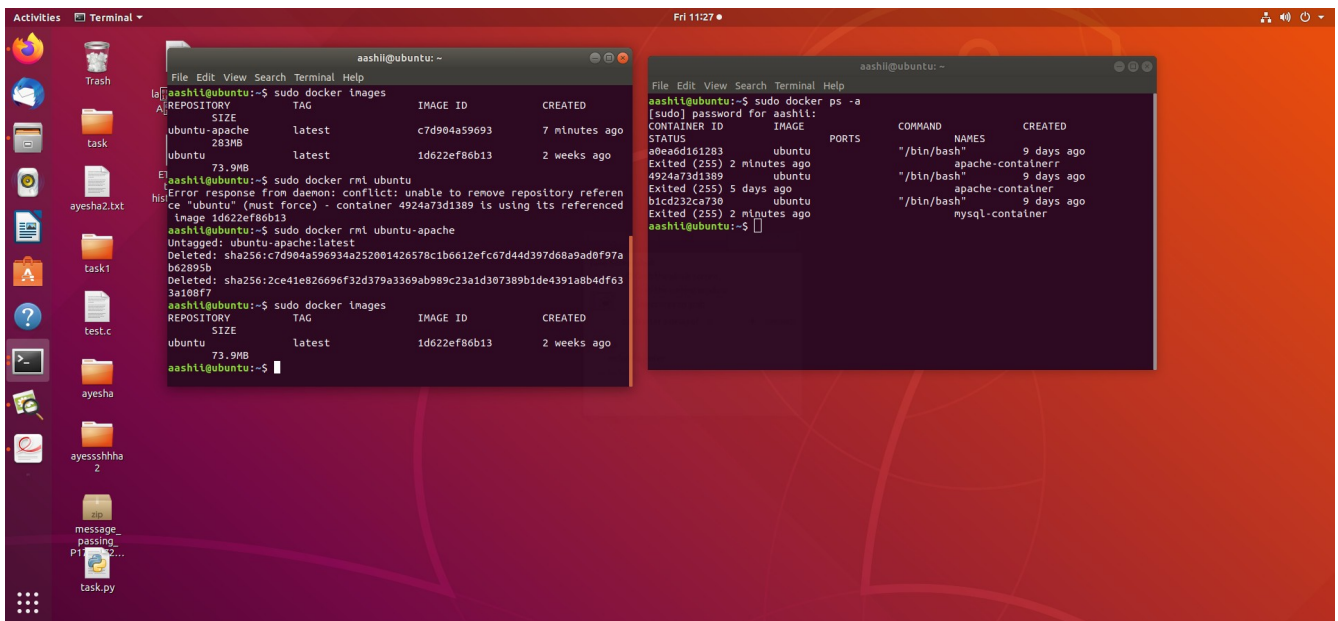 Activities Terminal Fri 11:27
Trash
task
ayesha2.txt
task1
test.c
ayesha
ayessshhha
2
zip
message_
passing_
task.py
aashii@ubuntu: ~
File Edit View Search Terminal Help
aashii@ubuntu:~$ sudo docker images
REPOSITORY TAG IMAGE ID CREATED
SIZE
ubuntu-apache latest c7d904a59693 7 minutes ago
283MB
ubuntu latest 1d622ef86b13 2 weeks ago
73.9MB
aashii@ubuntu:~$ sudo docker rmi ubuntu
Error response from daemon: conflict: unable to remove repository referen
ce "ubuntu" (must force) - container 4924a73d1389 is using its referenced
image 1d622ef86b13
aashii@ubuntu:~$ sudo docker rmi ubuntu-apache
Untagged: ubuntu-apache:latest
Deleted: sha256:c7d904a596934a252001426578c1b6612efc67d44d397d68a9ad0f97a
b62895b
Deleted: sha256:2ce41e826696f32d379a3369ab989c23a1d307389b1de4391a8b4df63
3a108f7
aashii@ubuntu:~$ sudo docker images
REPOSITORY TAG IMAGE ID CREATED
SIZE
ubuntu latest 1d622ef86b13 2 weeks ago
73.9MB
aashii@ubuntu:~$
aashii@ubuntu: ~
File Edit View Search Terminal Help
aashii@ubuntu:~$ sudo docker ps -a
[sudo] password for aashii:
CONTAINER ID IMAGE COMMAND CREATED
STATUS PORTS NAMES
a0ea6d161283 ubuntu "/bin/bash" 9 days ago
Exited (255) 2 minutes ago apache-containerr
4924a73d1389 ubuntu "/bin/bash" 9 days ago
Exited (255) 5 days ago apache-container
b1cd232ca730 ubuntu "/bin/bash" 9 days ago
Exited (255) 2 minutes ago mysql-container
aashii@ubuntu:~$